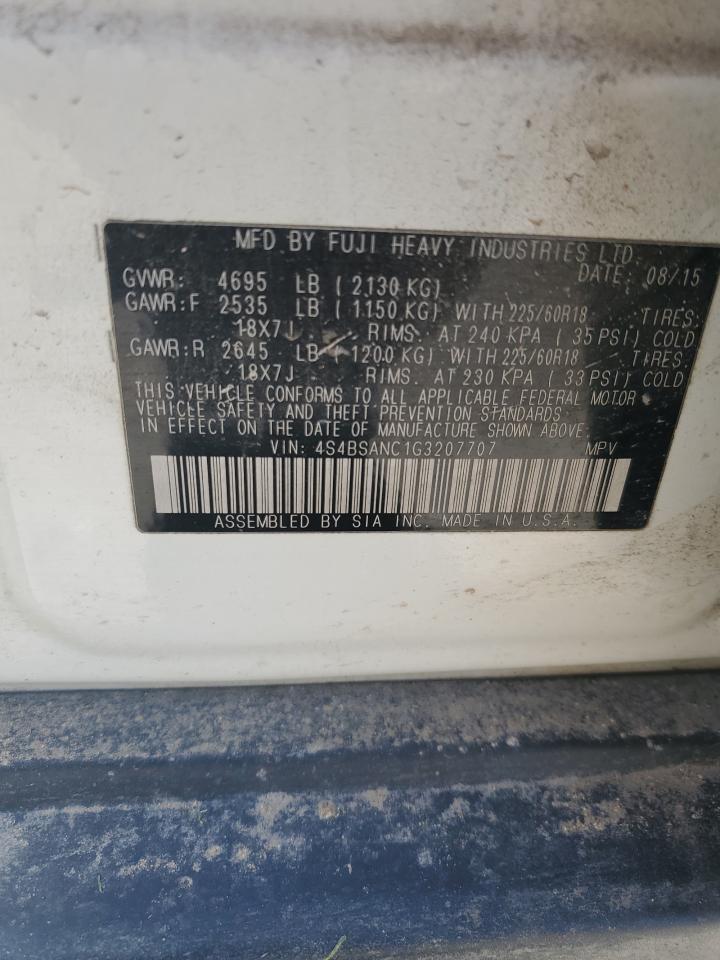 MFD BY FUJI HEAVY INDUSTRIES LTD.
DATE: 08/15
GVWR: 4695 LB ( 2130 KG)
GAWR:F 2535 LB ( 1150 KG) WITH 225/60R18 TIRES:
18X7J RIMS. AT 240 KPA ( 35 PSI) COLD
GAWR:R 2645 LB ( 1200 KG) WITH 225/60R18 TIRES.
18X7J RIMS. AT 230 KPA ( 33 PSI) COLD
THIS VEHICLE CONFORMS TO ALL APPLICABLE FEDERAL MOTOR
VEHICLE SAFETY AND THEFT PREVENTION STANDARDS
IN EFFECT ON THE DATE OF MANUFACTURE SHOWN ABOVE.
VIN: 4S4BSANC1G3207707 MPV
ASSEMBLED BY SIA INC. MADE IN U.S.A.